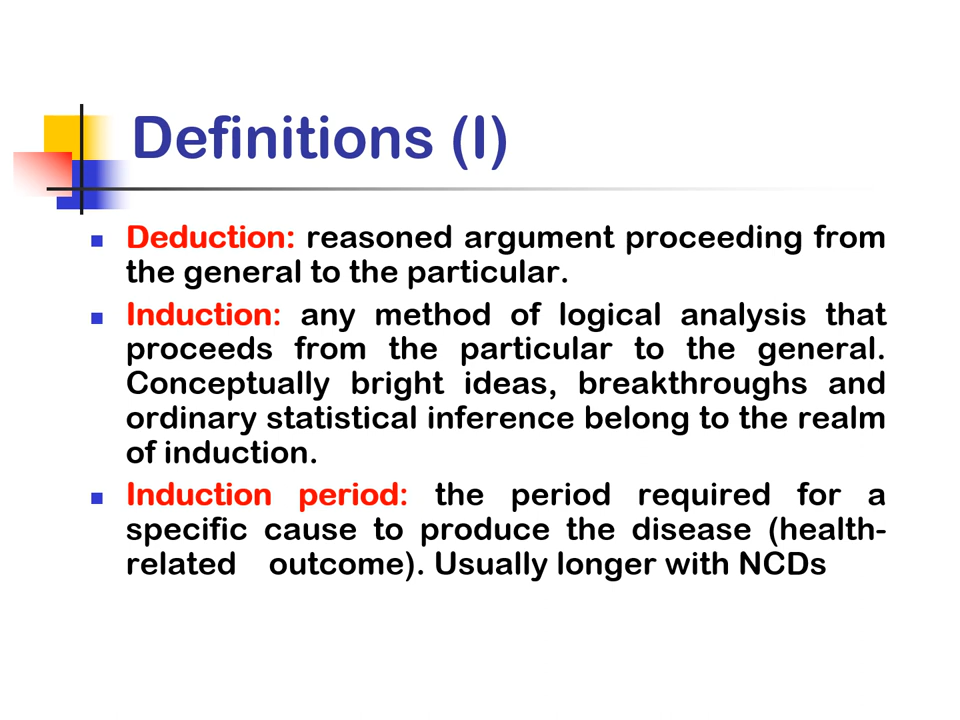 Definitions (I)
Deduction: reasoned argument proceeding from
the general to the particular.
Induction: any method of logical analysis that
proceeds from the particular to the general.
Conceptually bright ideas, breakthroughs and
ordinary statistical inference belong to the realm
of induction.
Induction period: the period required for a
specific cause to produce the disease (health-
related outcome). Usually longer with NCDs